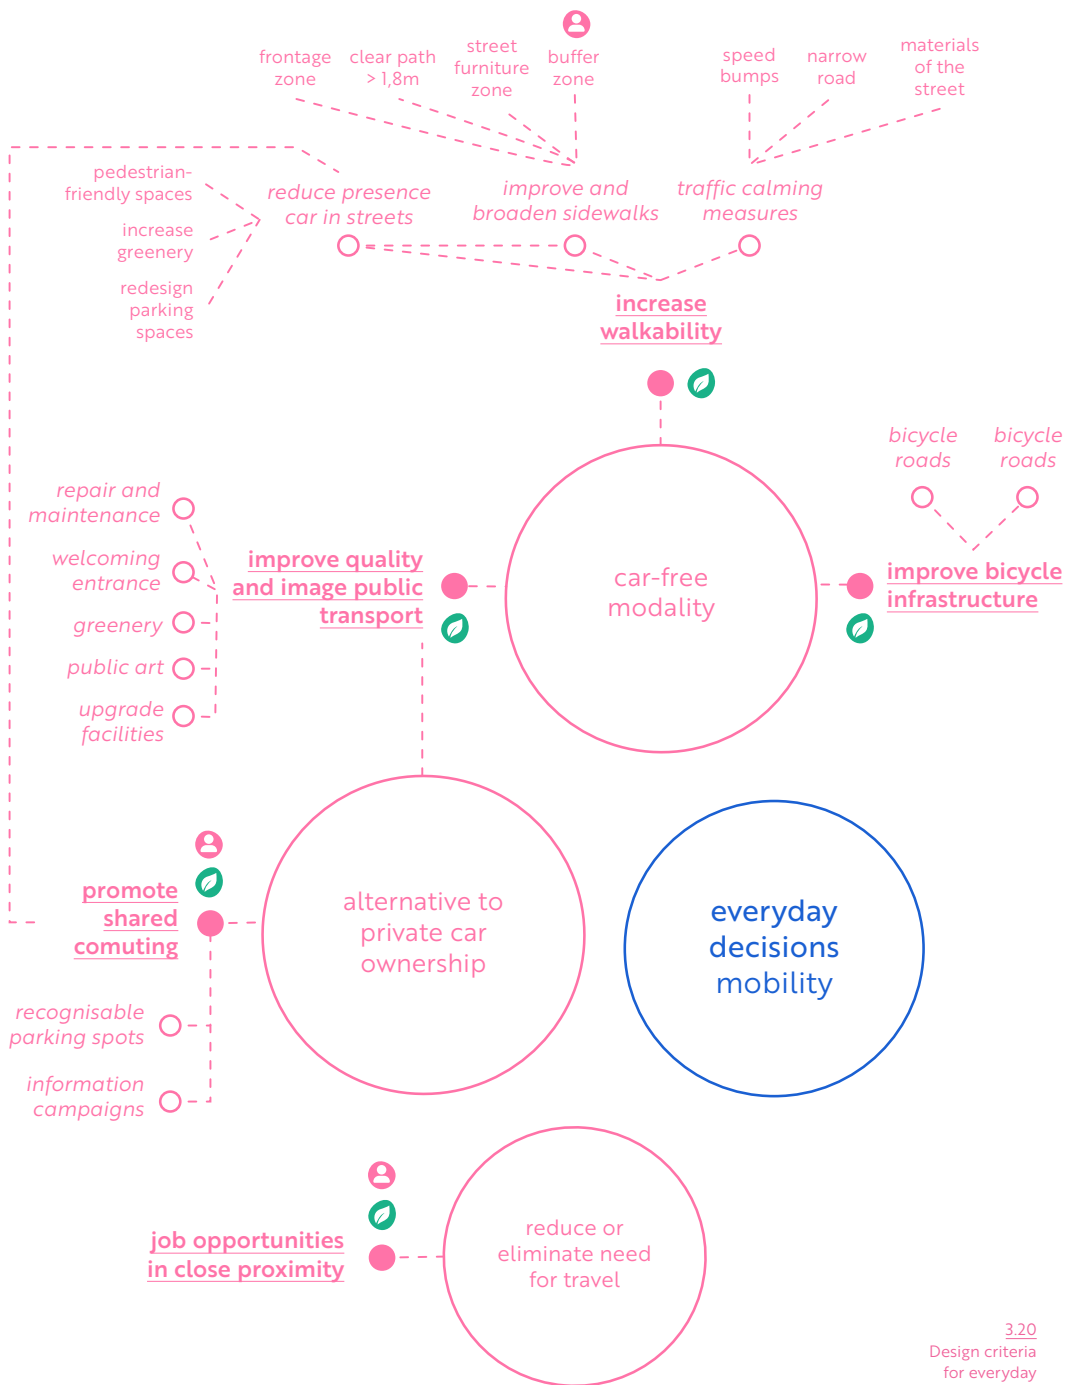 frontage
zone
clear path
> 1,8m
street
furniture
zone
buffer
zone
speed
bumps
narrow
road
materials
of the
street
pedestrian-
friendly spaces
increase
greenery
redesign
parking
spaces
reduce presence
car in streets
improve and
broaden sidewalks
traffic calming
measures
increase
walkability
bicycle
roads
bicycle
roads
repair and
maintenance
welcoming
entrance
greenery
public art
upgrade
facilities
improve quality
and image public
transport
car-free
modality
improve bicycle
infrastructure
promote
shared
comuting
alternative to
private car
ownership
everyday
decisions
mobility
recognisable
parking spots
information
campaigns
job opportunities
in close proximity
reduce or
eliminate need
for travel
3.20
Design criteria
for everyday